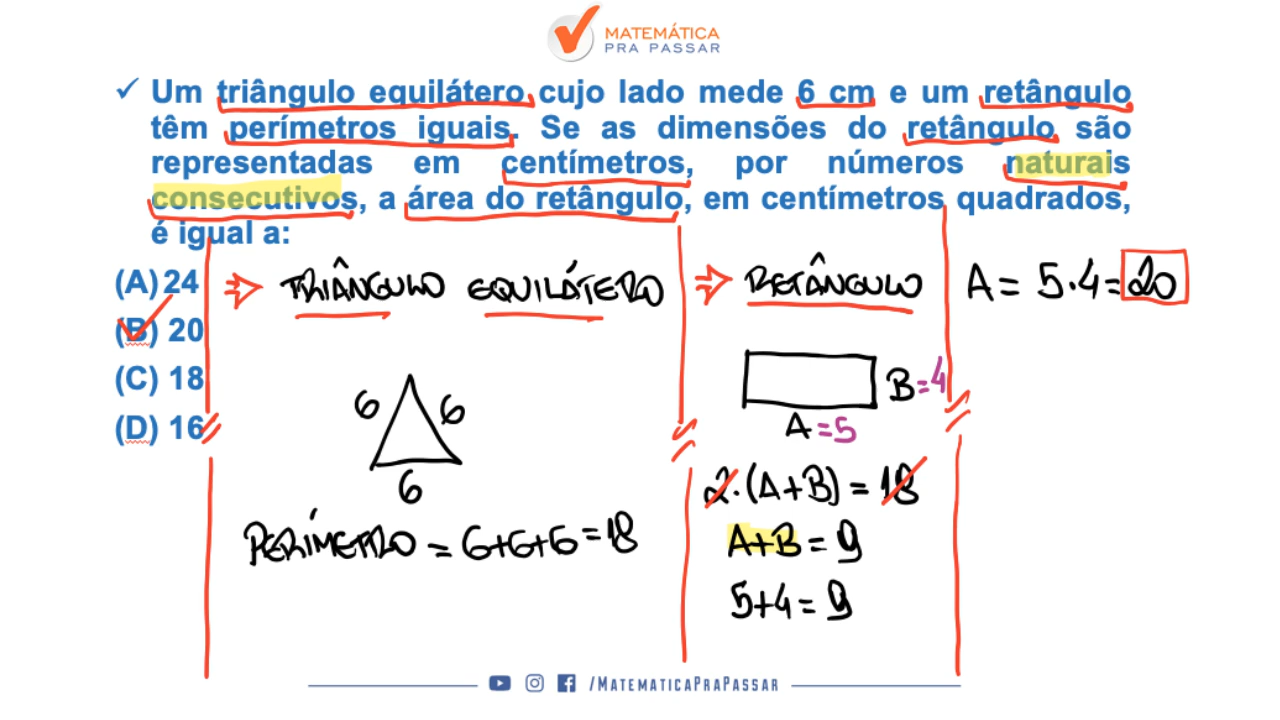 MATEMÁTICA
PRA PASSAR
✓ Um triângulo equilátero cujo lado mede 6 cm e um retângulo
têm perímetros iguais. Se as dimensões do retângulo são
representadas em centímetros, por números naturais
consecutivos, a área do retângulo, em centímetros quadrados,
é igual a:
(A) 24
(B) 20
(C) 18
(D) 16
⇒ TRIÂNGULO EQUILÁTERO
6 6
6
PERÍMETRO = 6+6+6=18
⇒ RETÂNGULO
B=4
A=5
2.(A+B)=18
A+B=9
5+4=9
A=5.4=20
/MATEMATICAPRAPASSAR